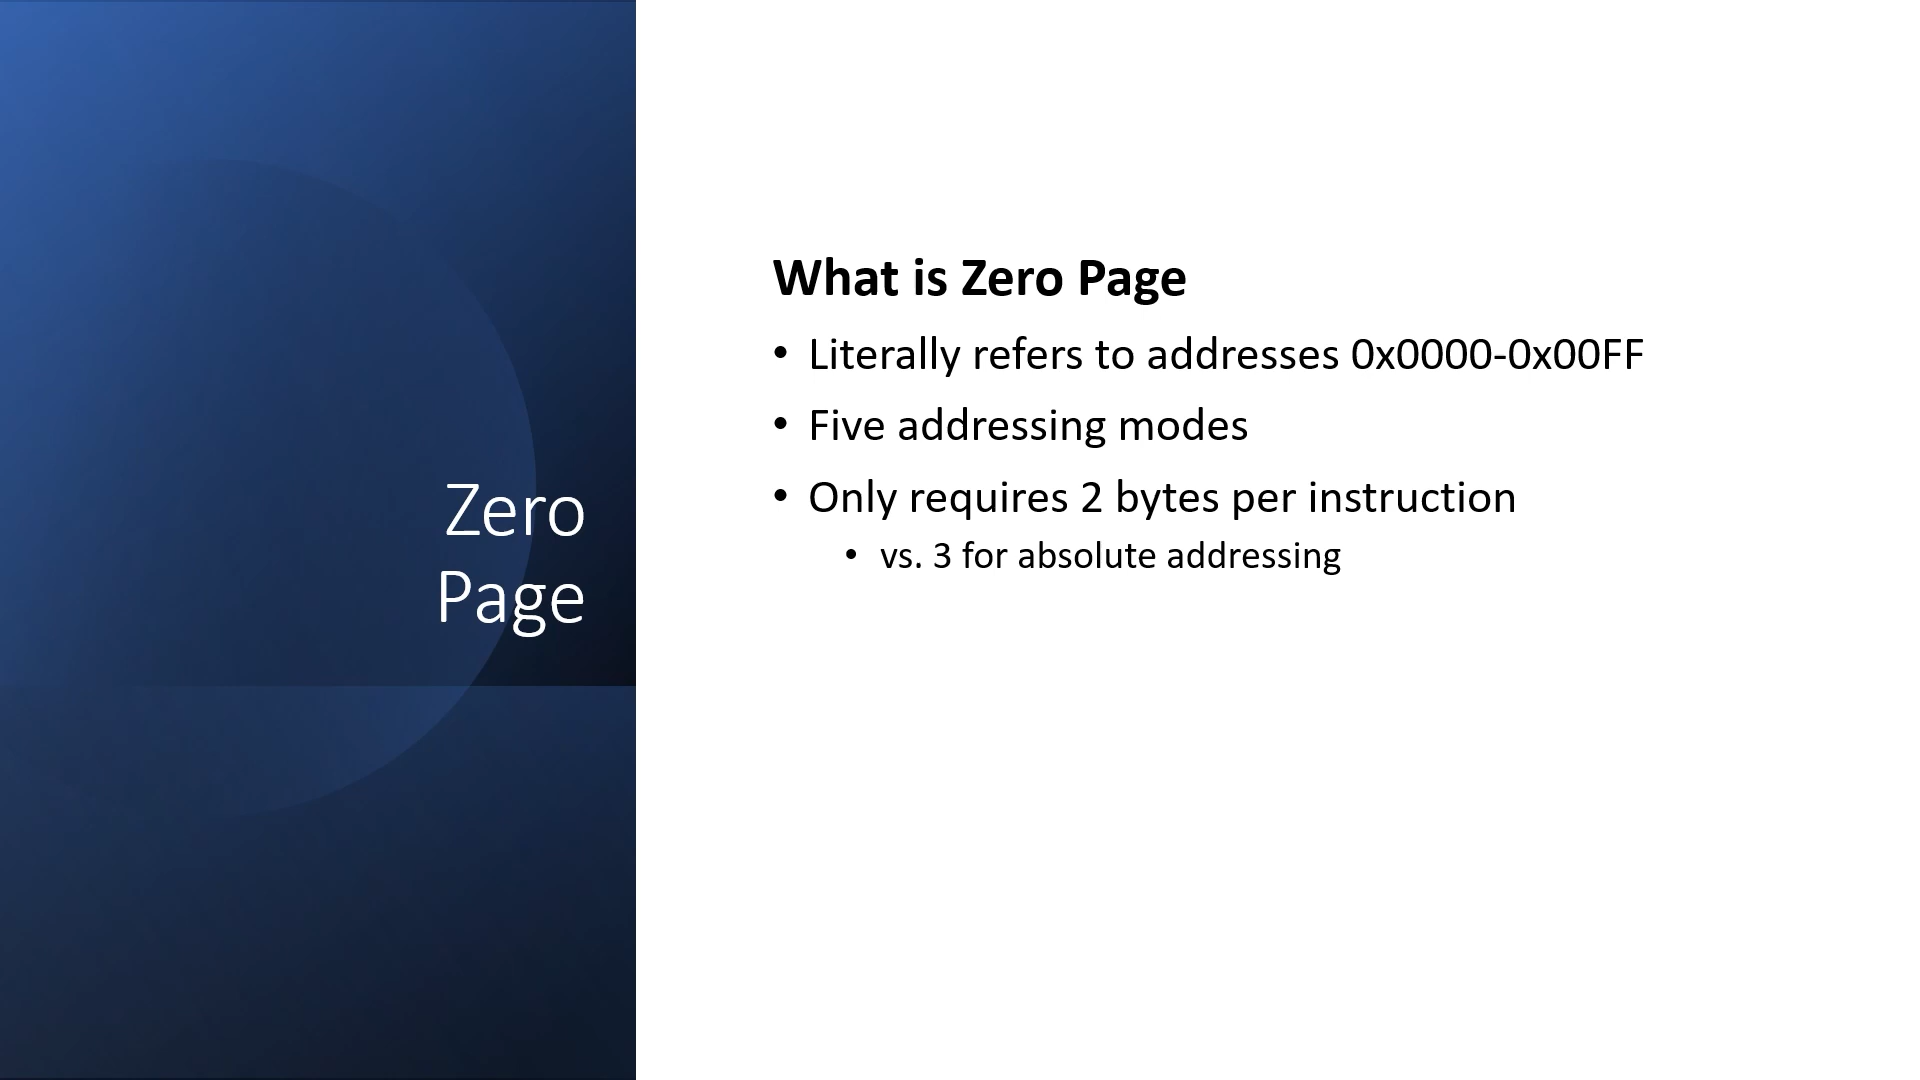 Zero
Page
What is Zero Page
• Literally refers to addresses 0x0000-0x00FF
• Five addressing modes
• Only requires 2 bytes per instruction
• vs. 3 for absolute addressing